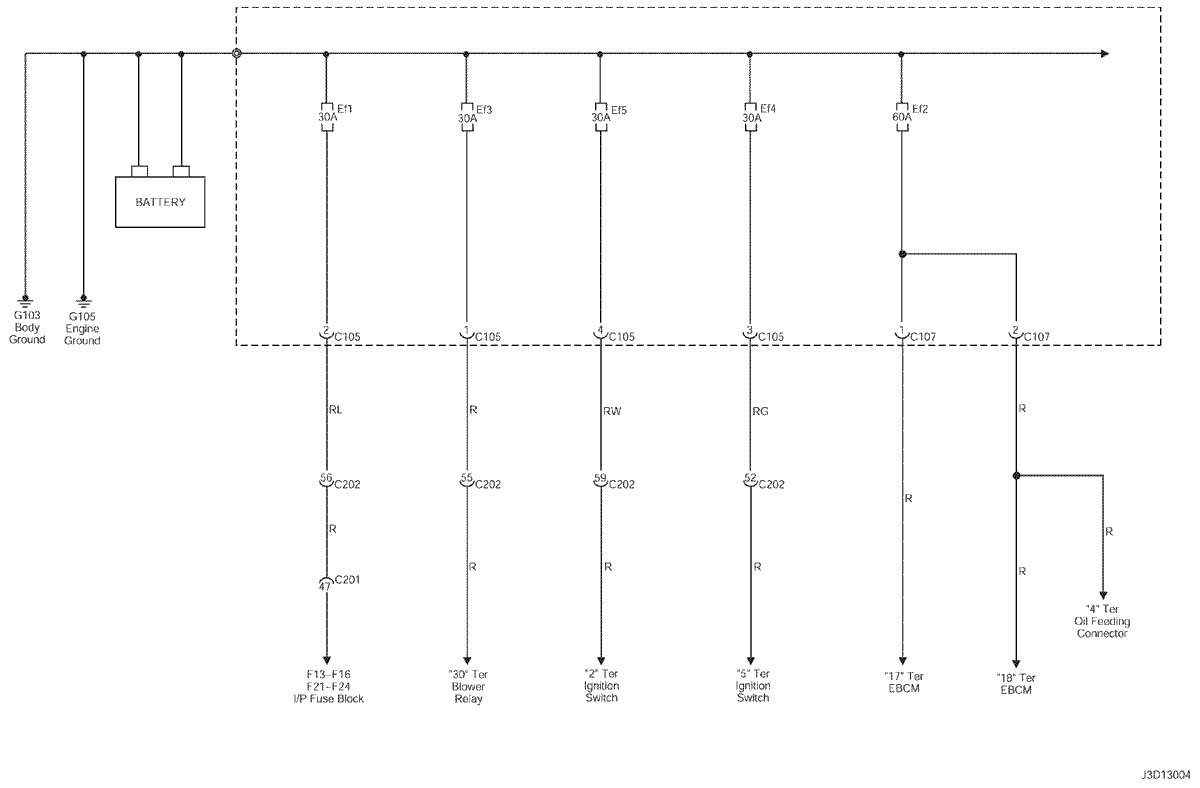 Ef1
30A
Ef3
30A
Ef5
30A
Ef4
30A
Ef2
60A
BATTERY
G103
Body
Ground
G105
Engine
Ground
2
C105
1
C105
4
C105
3
C105
1
C107
2
C107
RL
R
RW
RG
R
56
C202
55
C202
59
C202
52
C202
R
R
R
C201
47
R
R
R
R
"4" Ter
Oil Feeding
Connector
F13~F16
F21~F24
I/P Fuse Block
"30" Ter
Blower
Relay
"2" Ter
Ignition
Switch
"5" Ter
Ignition
Switch
"17" Ter
EBCM
"18" Ter
EBCM
J3D13004